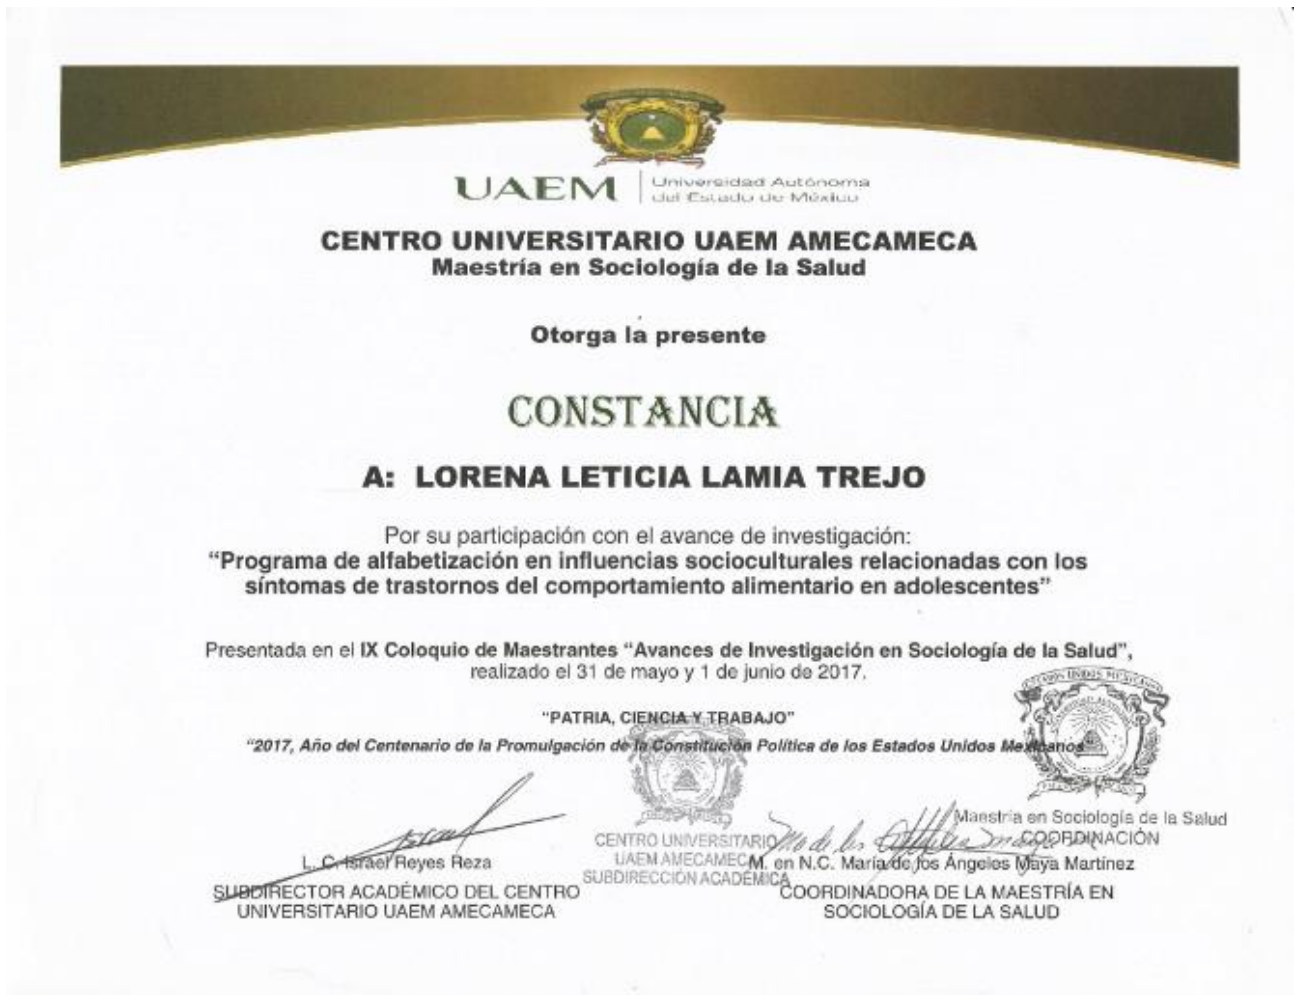 UAEM
Universidad Autónoma
del Estado de México
CENTRO UNIVERSITARIO UAEM AMECAMECA
Maestría en Sociología de la Salud
Otorga la presente
CONSTANCIA
A: LORENA LETICIA LAMIA TREJO
Por su participación con el avance de investigación:
“Programa de alfabetización en influencias socioculturales relacionadas con los
síntomas de trastornos del comportamiento alimentario en adolescentes”
Presentada en el IX Coloquio de Maestrantes “Avances de Investigación en Sociología de la Salud”,
realizado el 31 de mayo y 1 de junio de 2017.
“PATRIA, CIENCIA Y TRABAJO”
“2017, Año del Centenario de la Promulgación de la Constitución Política de los Estados Unidos Mexicanos
Maestría en Sociología de la Salud
COORDINACIÓN
CENTRO UNIVERSITARIO
UAEM AMECAMECA
SUBDIRECCIÓN ACADÉMICA
L. C. Israel Reyes Reza
SUBDIRECTOR ACADÉMICO DEL CENTRO
UNIVERSITARIO UAEM AMECAMECA
M. en N.C. María de los Ángeles Maya Martínez
COORDINADORA DE LA MAESTRÍA EN
SOCIOLOGÍA DE LA SALUD